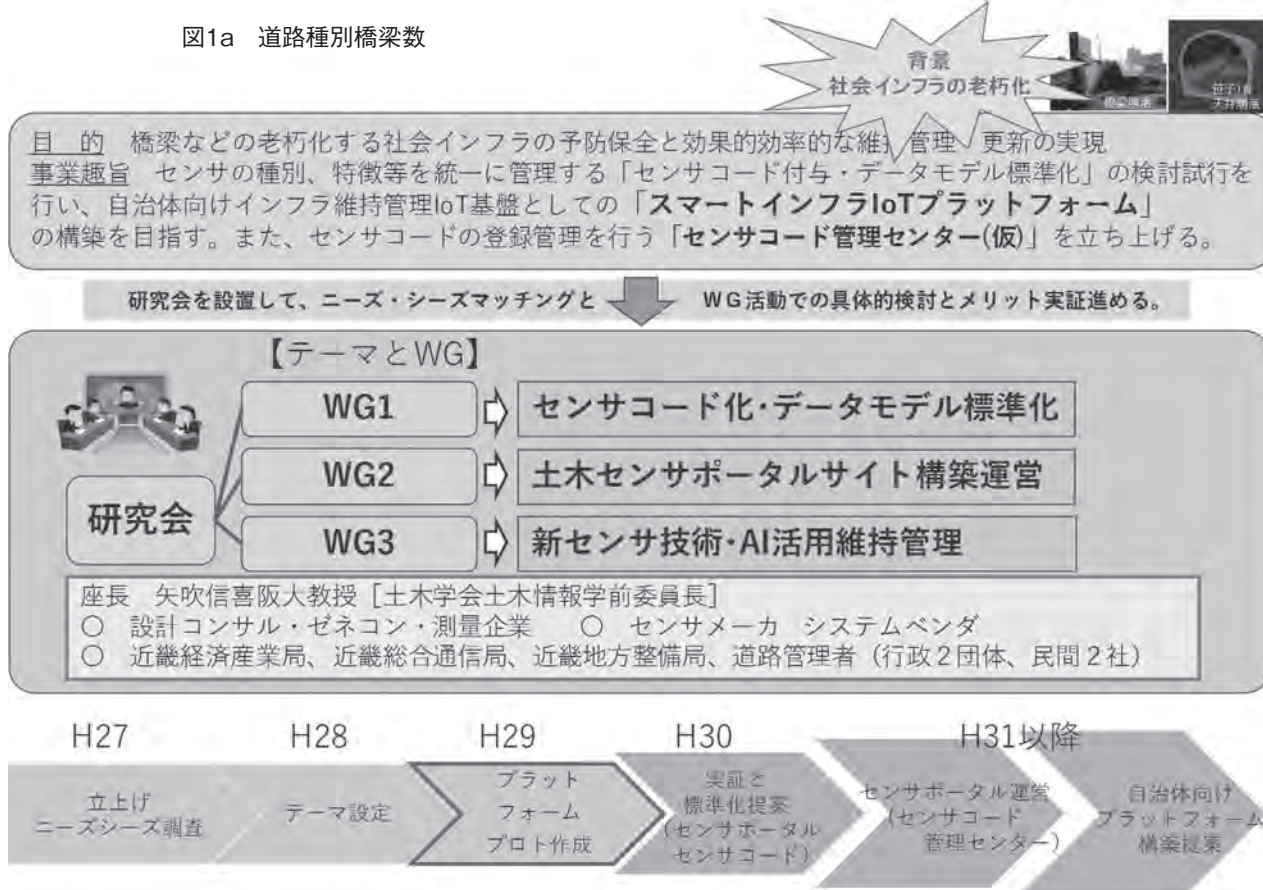 図1a 道路種別橋梁数
背景
社会インフラの老朽化
橋梁崩落
笹子1音
天井崩落
目 的 橋梁などの老朽化する社会インフラの予防保全と効果的効率的な維持管理、更新の実現
事業趣旨 センサの種別、特徴等を統一に管理する「センサコード付与・データモデル標準化」の検討試行を
行い、自治体向けインフラ維持管理IoT基盤としての「スマートインフラIoTプラットフォーム」
の構築を目指す。また、センサコードの登録管理を行う「センサコード管理センター(仮)」を立ち上げる。
研究会を設置して、ニーズ・シーズマッチングと WG活動での具体的検討とメリット実証進める。
【テーマとWG】
研究会
WG1 センサコード化・データモデル標準化
WG2 土木センサポータルサイト構築運営
WG3 新センサ技術・AI活用維持管理
座長 矢吹信喜阪大教授［土木学会土木情報学前委員長］
○ 設計コンサル・ゼネコン・測量企業 ○ センサメーカ システムベンダ
○ 近畿経済産業局、近畿総合通信局、近畿地方整備局、道路管理者（行政２団体、民間２社）
H27 H28 H29 H30 H31以降
立上げ
ニーズシーズ調査
テーマ設定
プラット
フォーム
プロト作成
実証と
標準化提案
(センサポータル
センサコード)
センサポータル運営
(センサコード
管理センター)
自治体向け
プラットフォーム
構築提案